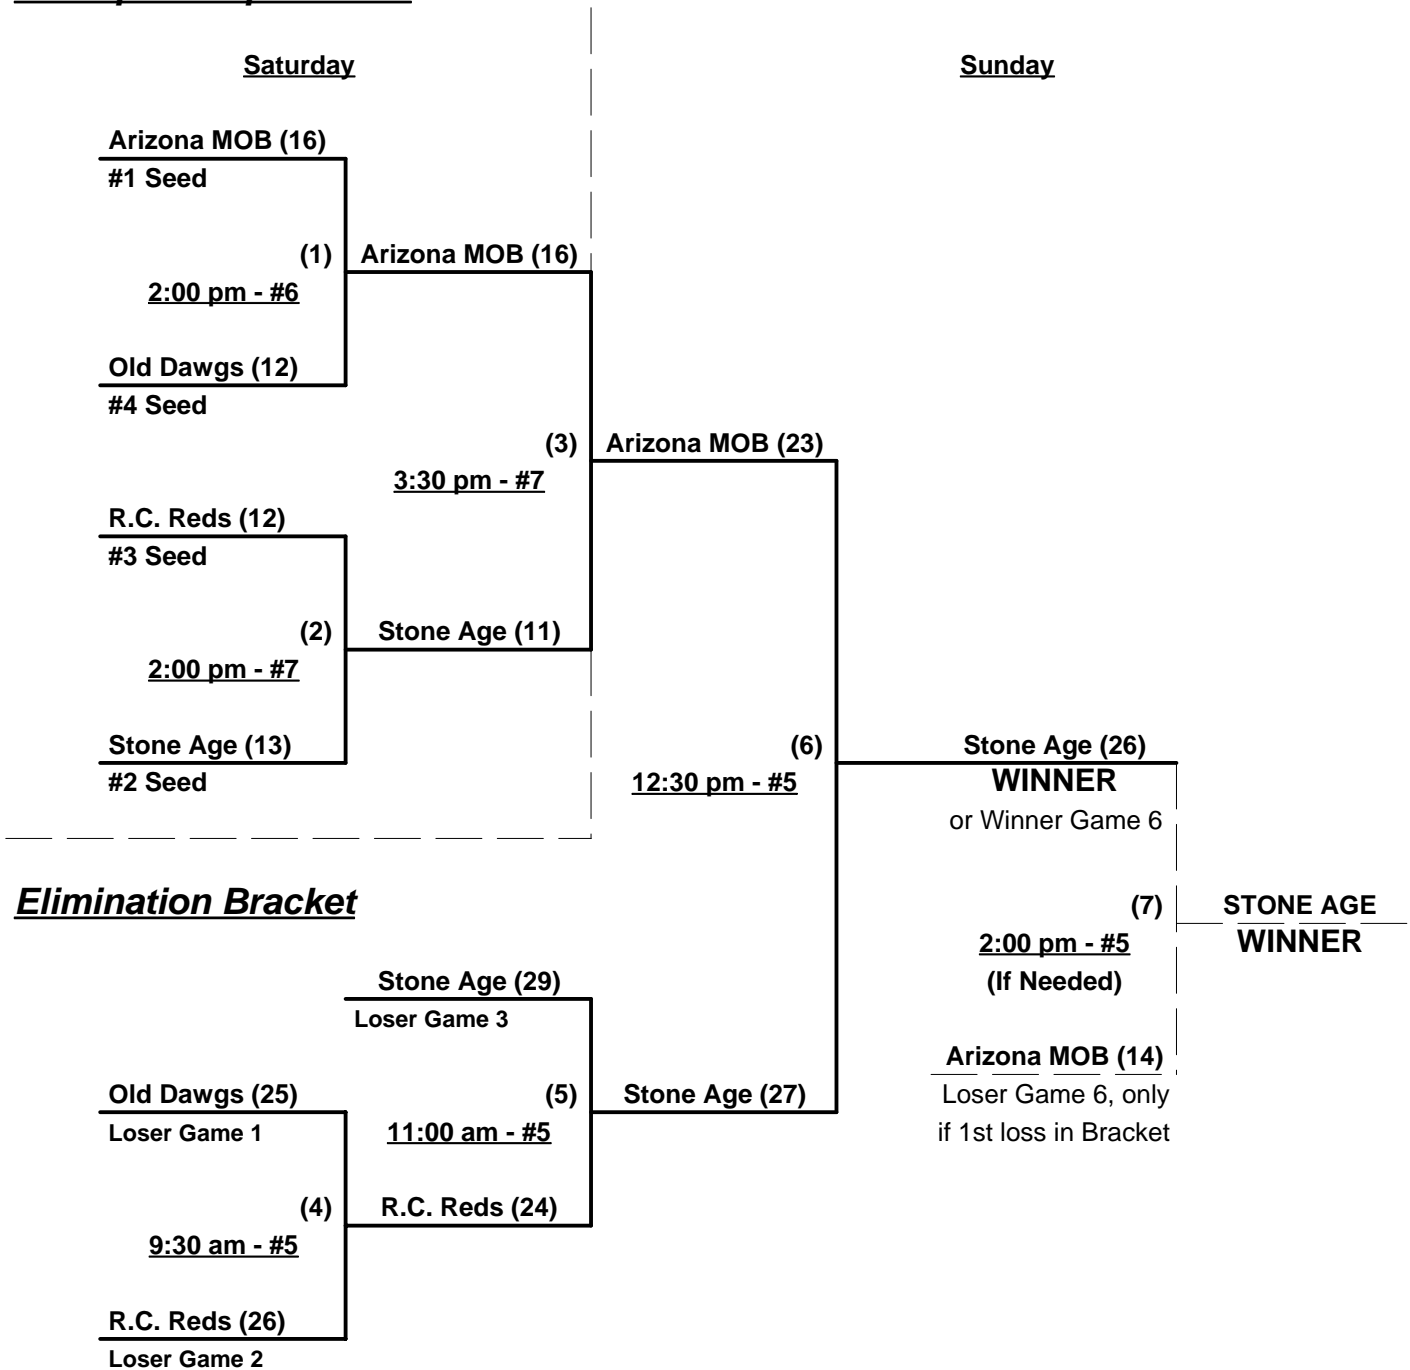 Saturday
Sunday
Arizona MOB (16)
#1 Seed
(1)
Arizona MOB (16)
2:00 pm - #6
Old Dawgs (12)
#4 Seed
(3)
Arizona MOB (23)
3:30 pm - #7
R.C. Reds (12)
#3 Seed
(2)
Stone Age (11)
2:00 pm - #7
Stone Age (13)
#2 Seed
(6)
Stone Age (26)
12:30 pm - #5
WINNER
or Winner Game 6
Elimination Bracket
(7)
STONE AGE
2:00 pm - #5
WINNER
(If Needed)
Stone Age (29)
Loser Game 3
Arizona MOB (14)
Loser Game 6, only
if 1st loss in Bracket
Old Dawgs (25)
Loser Game 1
(5)
Stone Age (27)
11:00 am - #5
(4)
R.C. Reds (24)
9:30 am - #5
R.C. Reds (26)
Loser Game 2